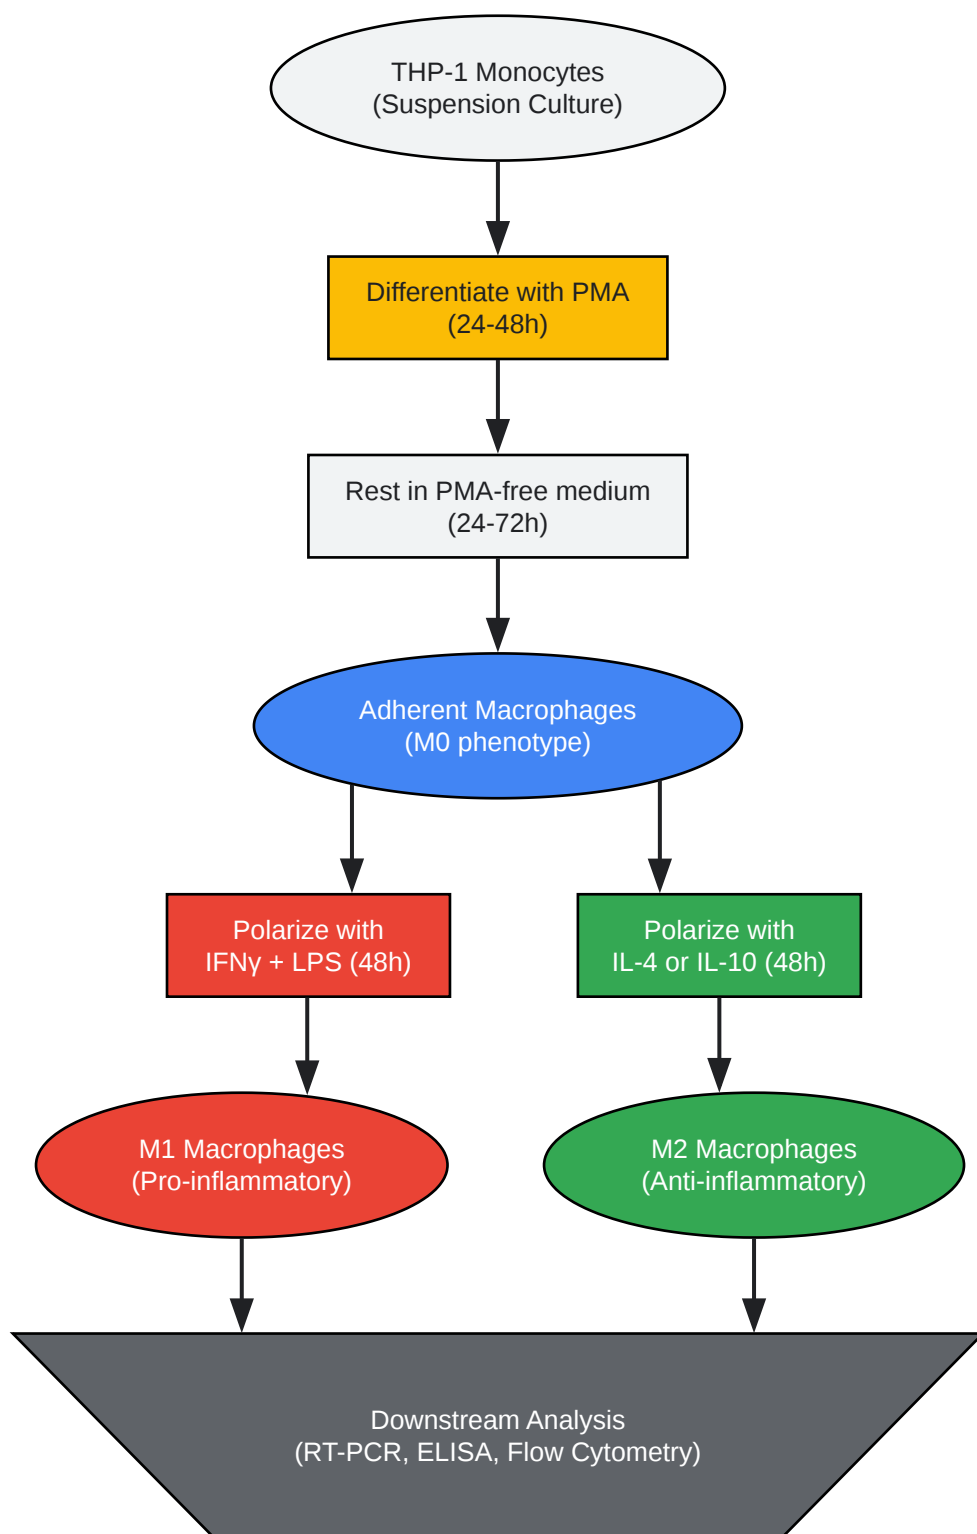 THP-1 Monocytes
(Suspension Culture)
Differentiate with PMA
(24-48h)
Rest in PMA-free medium
(24-72h)
Adherent Macrophages
(M0 phenotype)
Polarize with
IFNγ + LPS (48h)
Polarize with
IL-4 or IL-10 (48h)
M1 Macrophages
(Pro-inflammatory)
M2 Macrophages
(Anti-inflammatory)
Downstream Analysis
(RT-PCR, ELISA, Flow Cytometry)